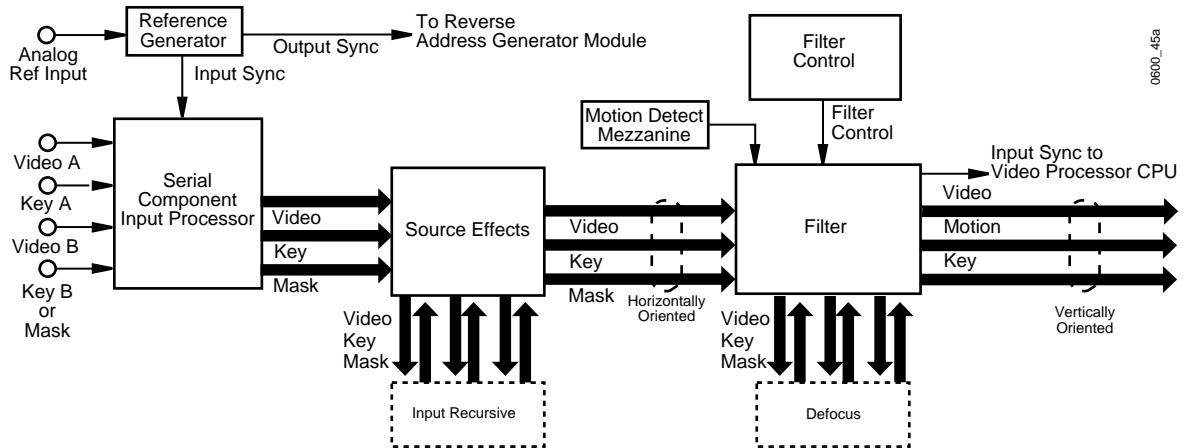 Reference
Generator
Analog
Ref Input
Output Sync
To Reverse
Address Generator Module
Input Sync
Filter
Control
Filter
Control
0600_45a
Motion Detect
Mezzanine
Video A
Key A
Video B
Key B
or
Mask
Serial
Component
Input Processor
Video
Key
Mask
Source Effects
Video
Key
Mask
Horizontally
Oriented
Filter
Input Sync to
Video Processor CPU
Video
Motion
Key
Vertically
Oriented
Video
Key
Mask
Input Recursive
Video
Key
Mask
Defocus